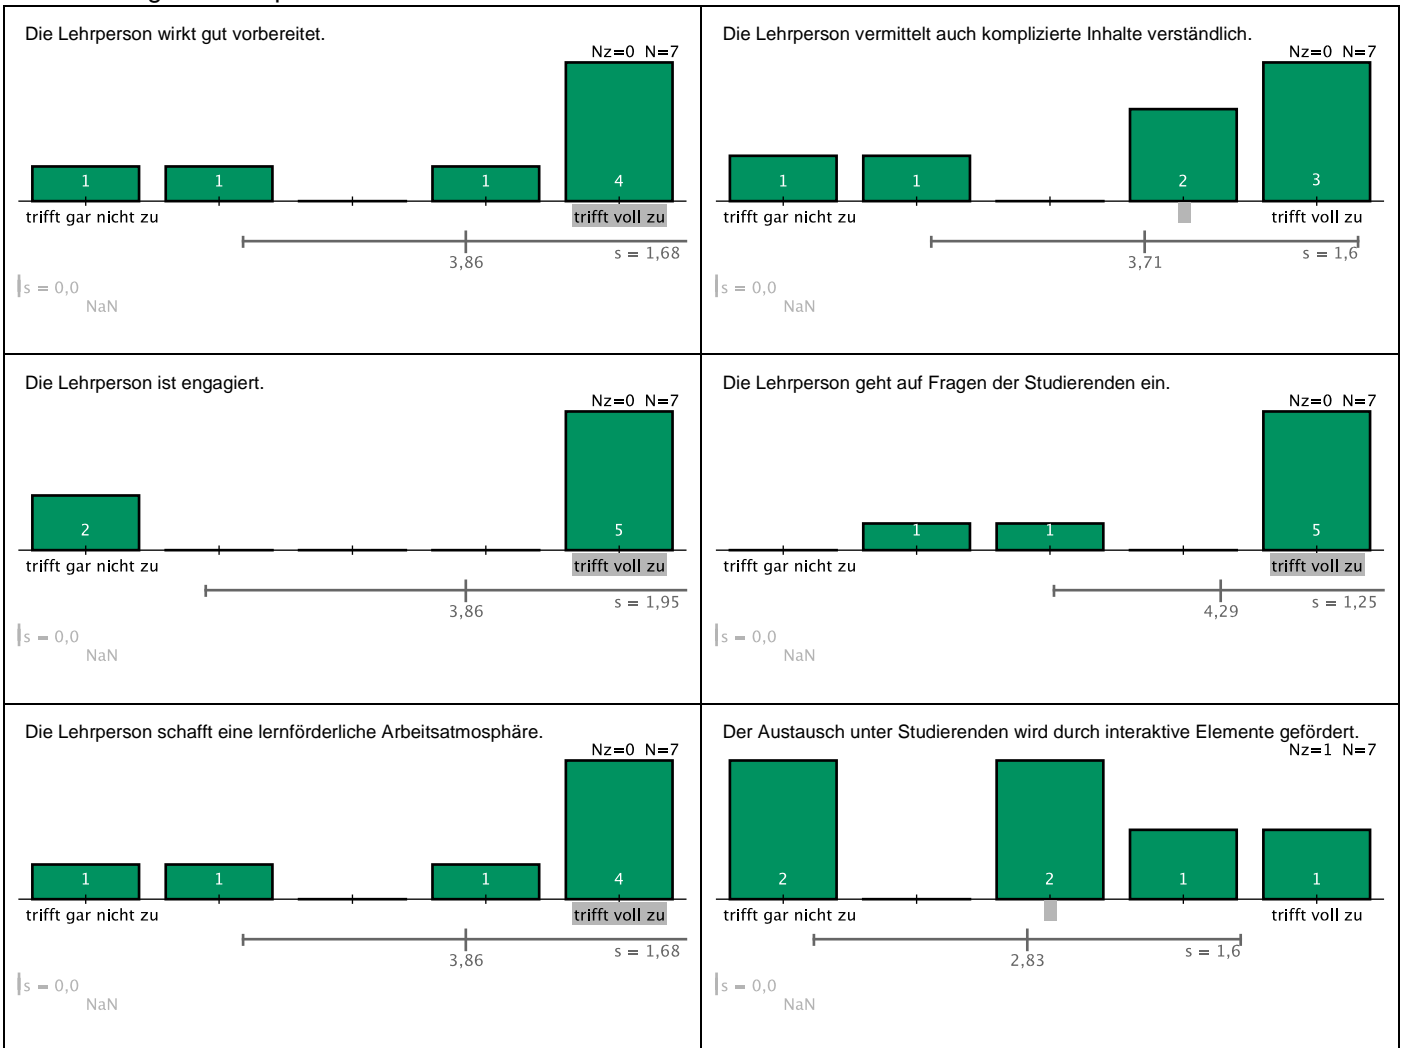 Die Lehrperson wirkt gut vorbereitet.
Nz=0 N=7
1 1 1 4
trifft gar nicht zu trifft voll zu
3,86 s = 1,68
s = 0,0
NaN
Die Lehrperson vermittelt auch komplizierte Inhalte verständlich.
Nz=0 N=7
1 1 2 3
trifft gar nicht zu trifft voll zu
3,71 s = 1,6
s = 0,0
NaN
Die Lehrperson ist engagiert.
Nz=0 N=7
2 5
trifft gar nicht zu trifft voll zu
3,86 s = 1,95
s = 0,0
NaN
Die Lehrperson geht auf Fragen der Studierenden ein.
Nz=0 N=7
1 1 5
trifft gar nicht zu trifft voll zu
4,29 s = 1,25
s = 0,0
NaN
Die Lehrperson schafft eine lernförderliche Arbeitsatmosphäre.
Nz=0 N=7
1 1 1 4
trifft gar nicht zu trifft voll zu
3,86 s = 1,68
s = 0,0
NaN
Der Austausch unter Studierenden wird durch interaktive Elemente gefördert.
Nz=1 N=7
2 2 1 1
trifft gar nicht zu trifft voll zu
2,83 s = 1,6
s = 0,0
NaN